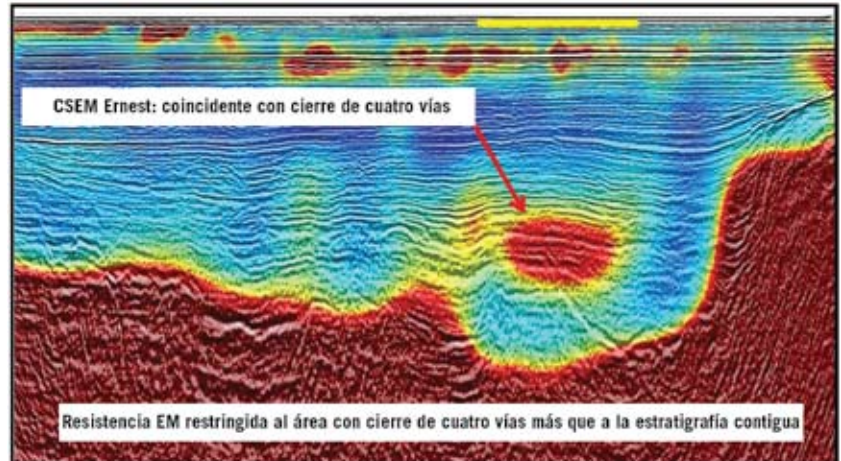 CSEM Ernest: coincidente con cierre de cuatro vías
Resistencia EM restringida al área con cierre de cuatro vías más que a la estratigrafía contigua